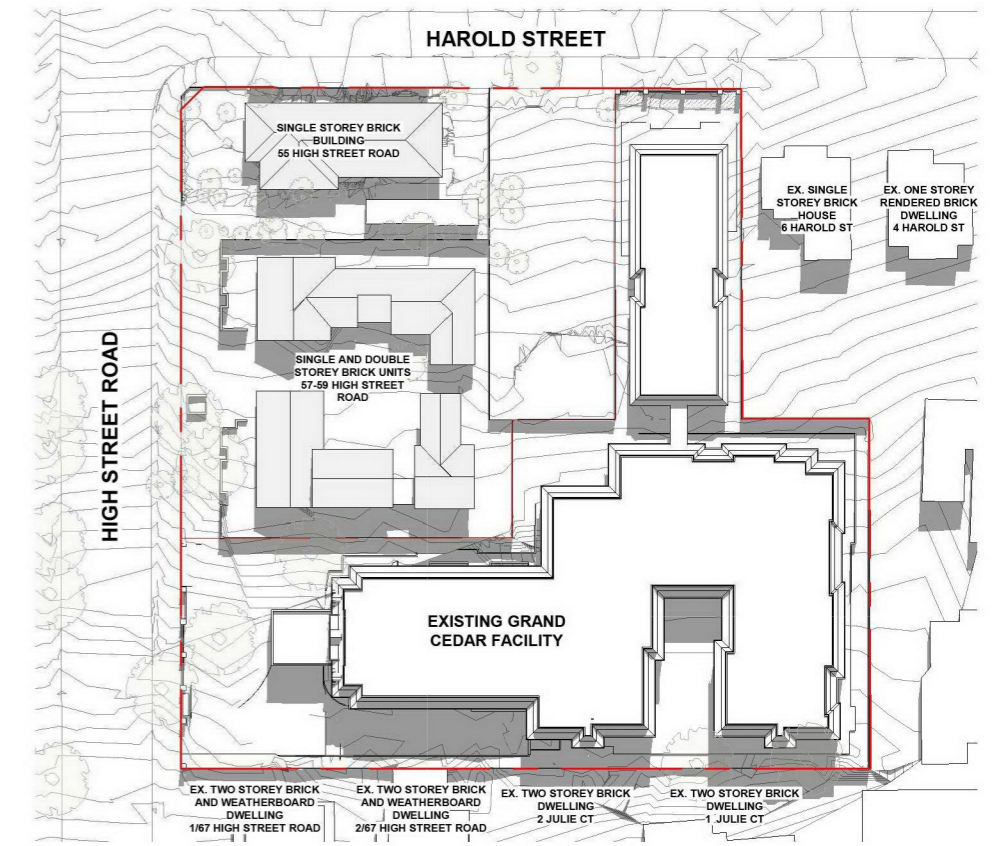 HAROLD STREET
SINGLE STOREY BRICK
BUILDING
55 HIGH STREET ROAD
EX. SINGLE
STOREY BRICK
HOUSE
6 HAROLD ST
EX. ONE STOREY
RENDERED BRICK
DWELLING
4 HAROLD ST
HIGH STREET ROAD
SINGLE AND DOUBLE
STOREY BRICK UNITS
57-59 HIGH STREET
ROAD
EXISTING GRAND
CEDAR FACILITY
EX. TWO STOREY BRICK
AND WEATHERBOARD
DWELLING
1/67 HIGH STREET ROAD
EX. TWO STOREY BRICK
AND WEATHERBOARD
DWELLING
2/67 HIGH STREET ROAD
EX. TWO STOREY BRICK
DWELLING
2 JULIE CT
EX. TWO STOREY BRICK
DWELLING
1 JULIE CT